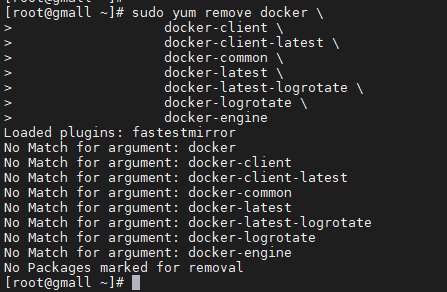 [root@gmall ~]# sudo yum remove docker \
> docker-client \
> docker-client-latest \
> docker-common \
> docker-latest \
> docker-latest-logrotate \
> docker-logrotate \
> docker-engine
Loaded plugins: fastestmirror
No Match for argument: docker
No Match for argument: docker-client
No Match for argument: docker-client-latest
No Match for argument: docker-common
No Match for argument: docker-latest
No Match for argument: docker-latest-logrotate
No Match for argument: docker-logrotate
No Match for argument: docker-engine
No Packages marked for removal
[root@gmall ~]#